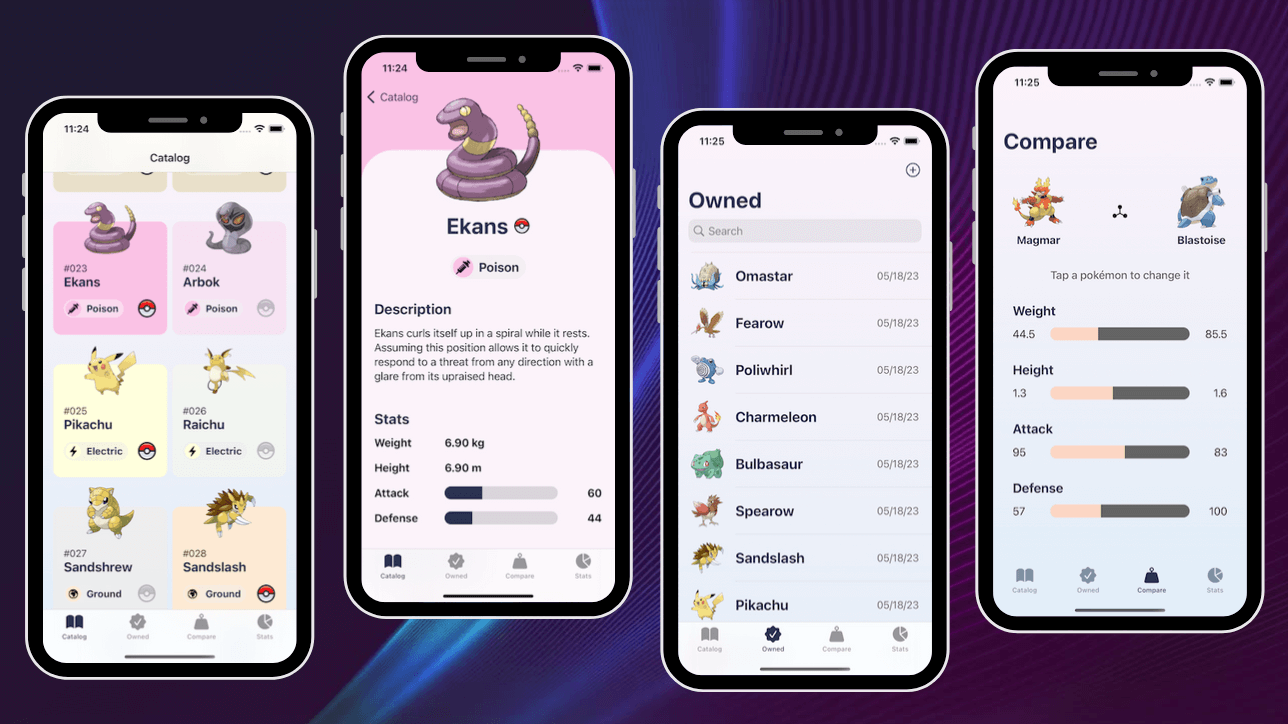 11:24
Catalog
#023
Ekans
Poison
#024
Arbok
Poison
#025
Pikachu
Electric
#026
Raichu
Electric
#027
Sandshrew
Ground
#028
Sandslash
Ground
Catalog
Owned
Compare
Stats
11:24
Catalog
Ekans
Poison
Description
Ekans curls itself up in a spiral while it rests.
Assuming this position allows it to quickly
respond to a threat from any direction with a
glare from its upraised head.
Stats
Weight 6.90 kg
Height 6.90 m
Attack 60
Defense 44
Catalog
Owned
Compare
Stats
11:25
Owned
Search
Omastar 05/18/23
Fearow 05/18/23
Poliwhirl 05/18/23
Charmeleon 05/18/23
Bulbasaur 05/18/23
Spearow 05/18/23
Sandslash 05/18/23
Pikachu 05/18/23
Catalog
Owned
Compare
Stats
11:25
Compare
Magmar
Blastoise
Tap a pokémon to change it
Weight
44.5 85.5
Height
1.3 1.6
Attack
95 83
Defense
57 100
Catalog
Owned
Compare
Stats